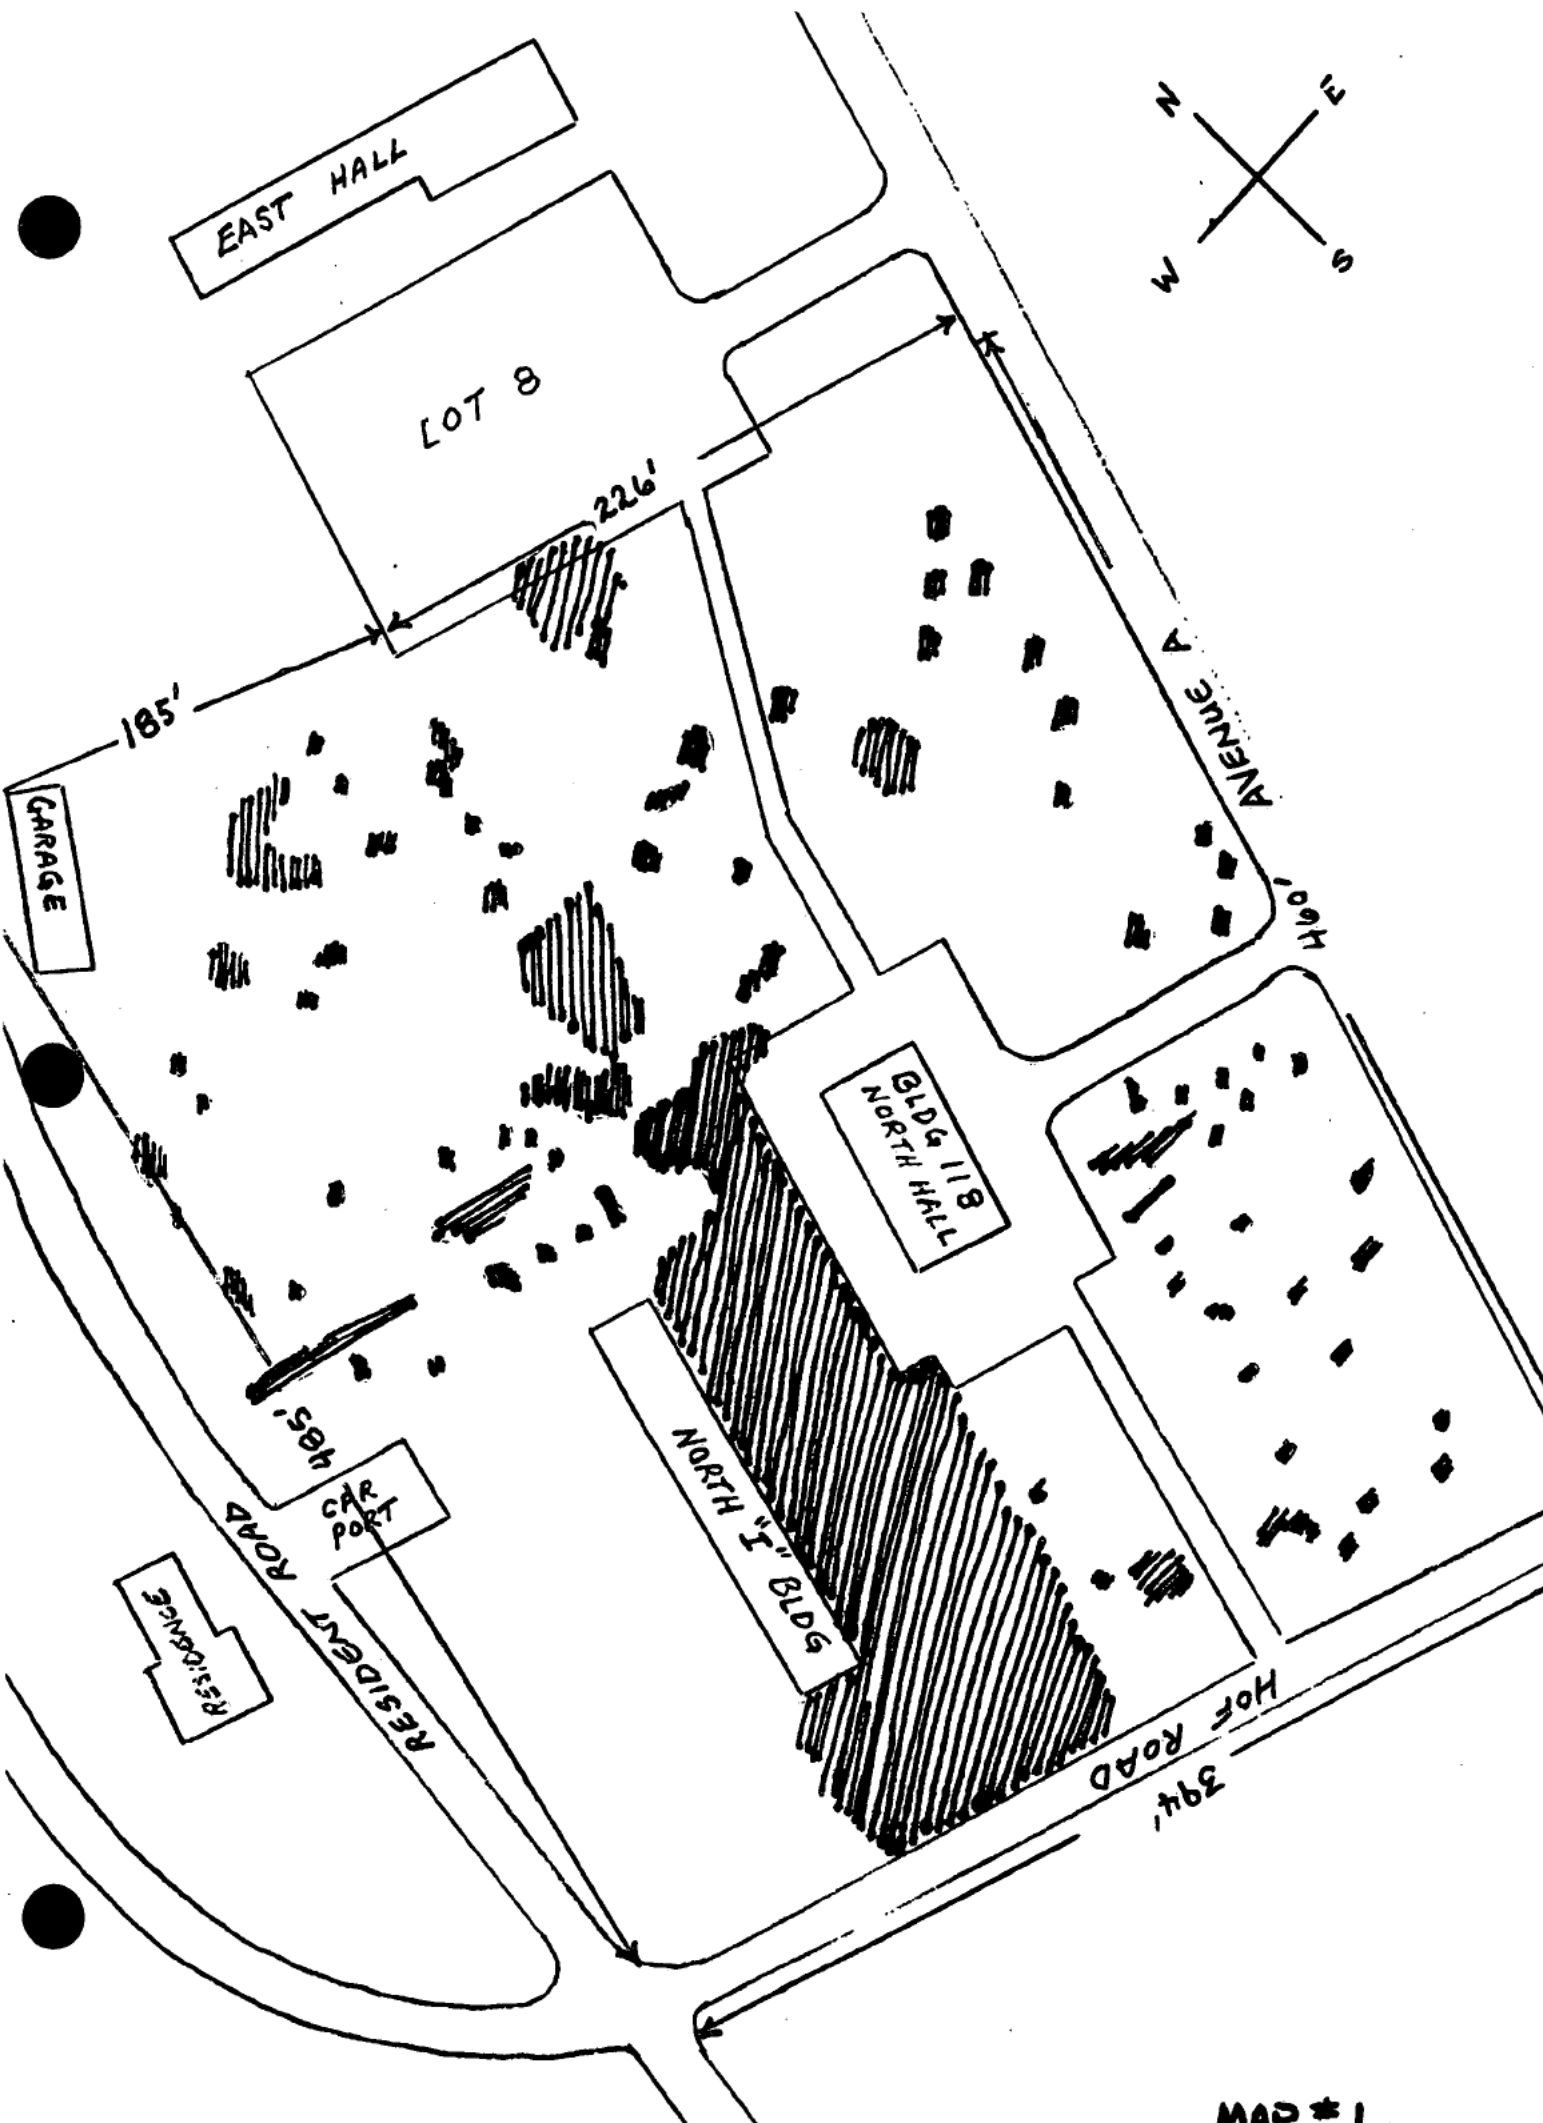 N
E
W
S
EAST HALL
LOT 8
226'
185'
GARAGE
AVENUE A
460'
BLDG 118
NORTH HALL
485'
CAR
PORT
NORTH "I" BLDG
RESIDENT ROAD
RESIDENCE
HOF ROAD
394'
MAP #1